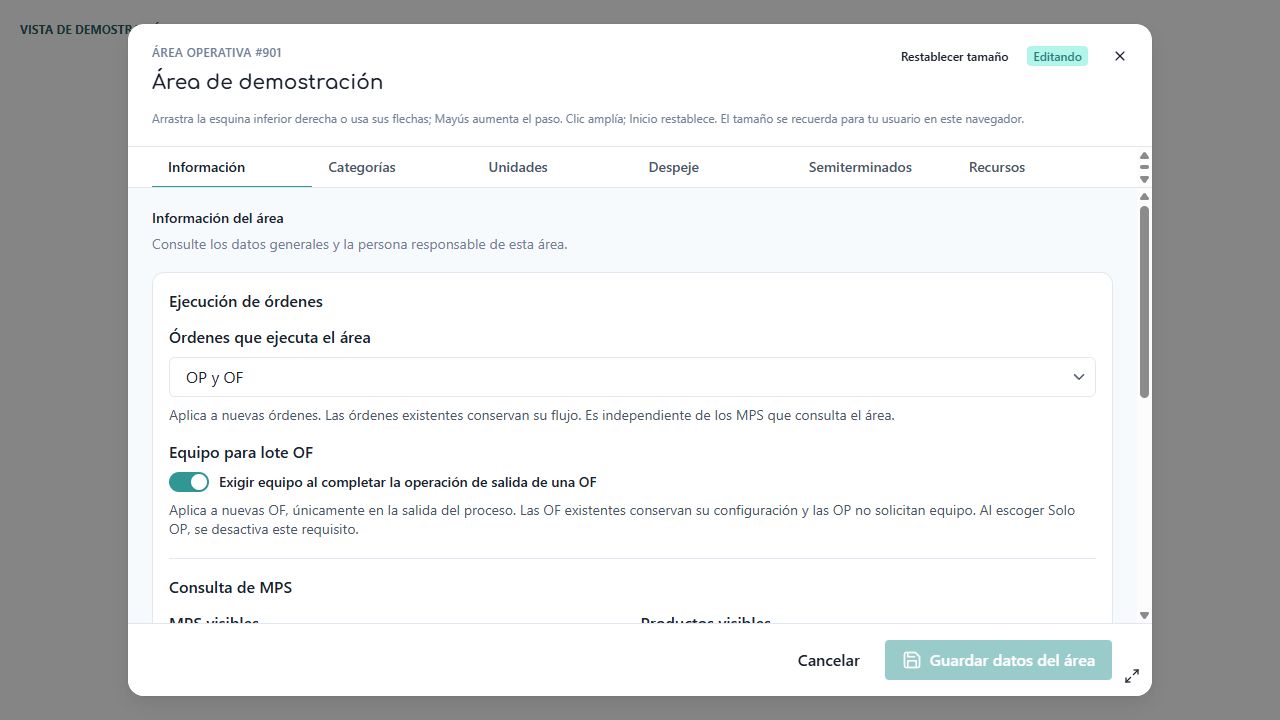 VISTA DE DEMOSTR
ÁREA OPERATIVA #901
Restablecer tamaño
Editando
Área de demostración
Arrastra la esquina inferior derecha o usa sus flechas; Mayús aumenta el paso. Clic amplía; Inicio restablece. El tamaño se recuerda para tu usuario en este navegador.
Información
Categorías
Unidades
Despeje
Semiterminados
Recursos
Información del área
Consulte los datos generales y la persona responsable de esta área.
Ejecución de órdenes
Órdenes que ejecuta el área
OP y OF
Aplica a nuevas órdenes. Las órdenes existentes conservan su flujo. Es independiente de los MPS que consulta el área.
Equipo para lote OF
Exigir equipo al completar la operación de salida de una OF
Aplica a nuevas OF, únicamente en la salida del proceso. Las OF existentes conservan su configuración y las OP no solicitan equipo. Al escoger Solo
OP, se desactiva este requisito.
Consulta de MPS
MPS visibles
Productos visibles
Cancelar
Guardar datos del área